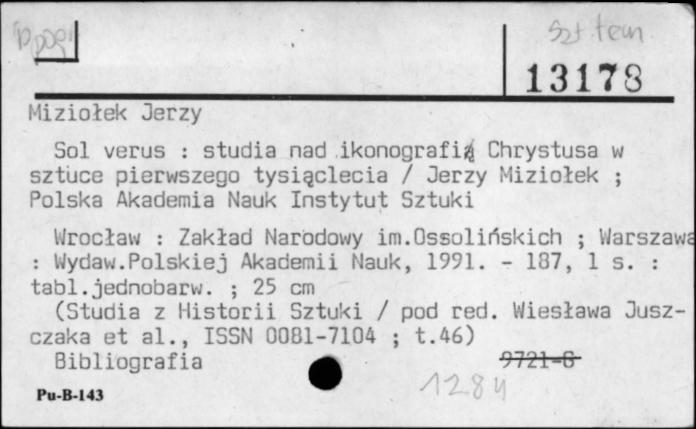 Szt. tem
13178
Miziołek Jerzy
Sol verus : studia nad ikonografią Chrystusa w
sztuce pierwszego tysiąclecia / Jerzy Miziołek ;
Polska Akademia Nauk Instytut Sztuki
Wrocław : Zakład Narodowy im.Ossolińskich ; Warszawa
: Wydaw.Polskiej Akademii Nauk, 1991. - 187, 1 s. :
tabl.jednobarw. ; 25 cm
(Studia z Historii Sztuki / pod red. Wiesława Jusz-
czaka et al., ISSN 0081-7104 ; t.46)
Bibliografia
9721-G
1284
Pu-B-143